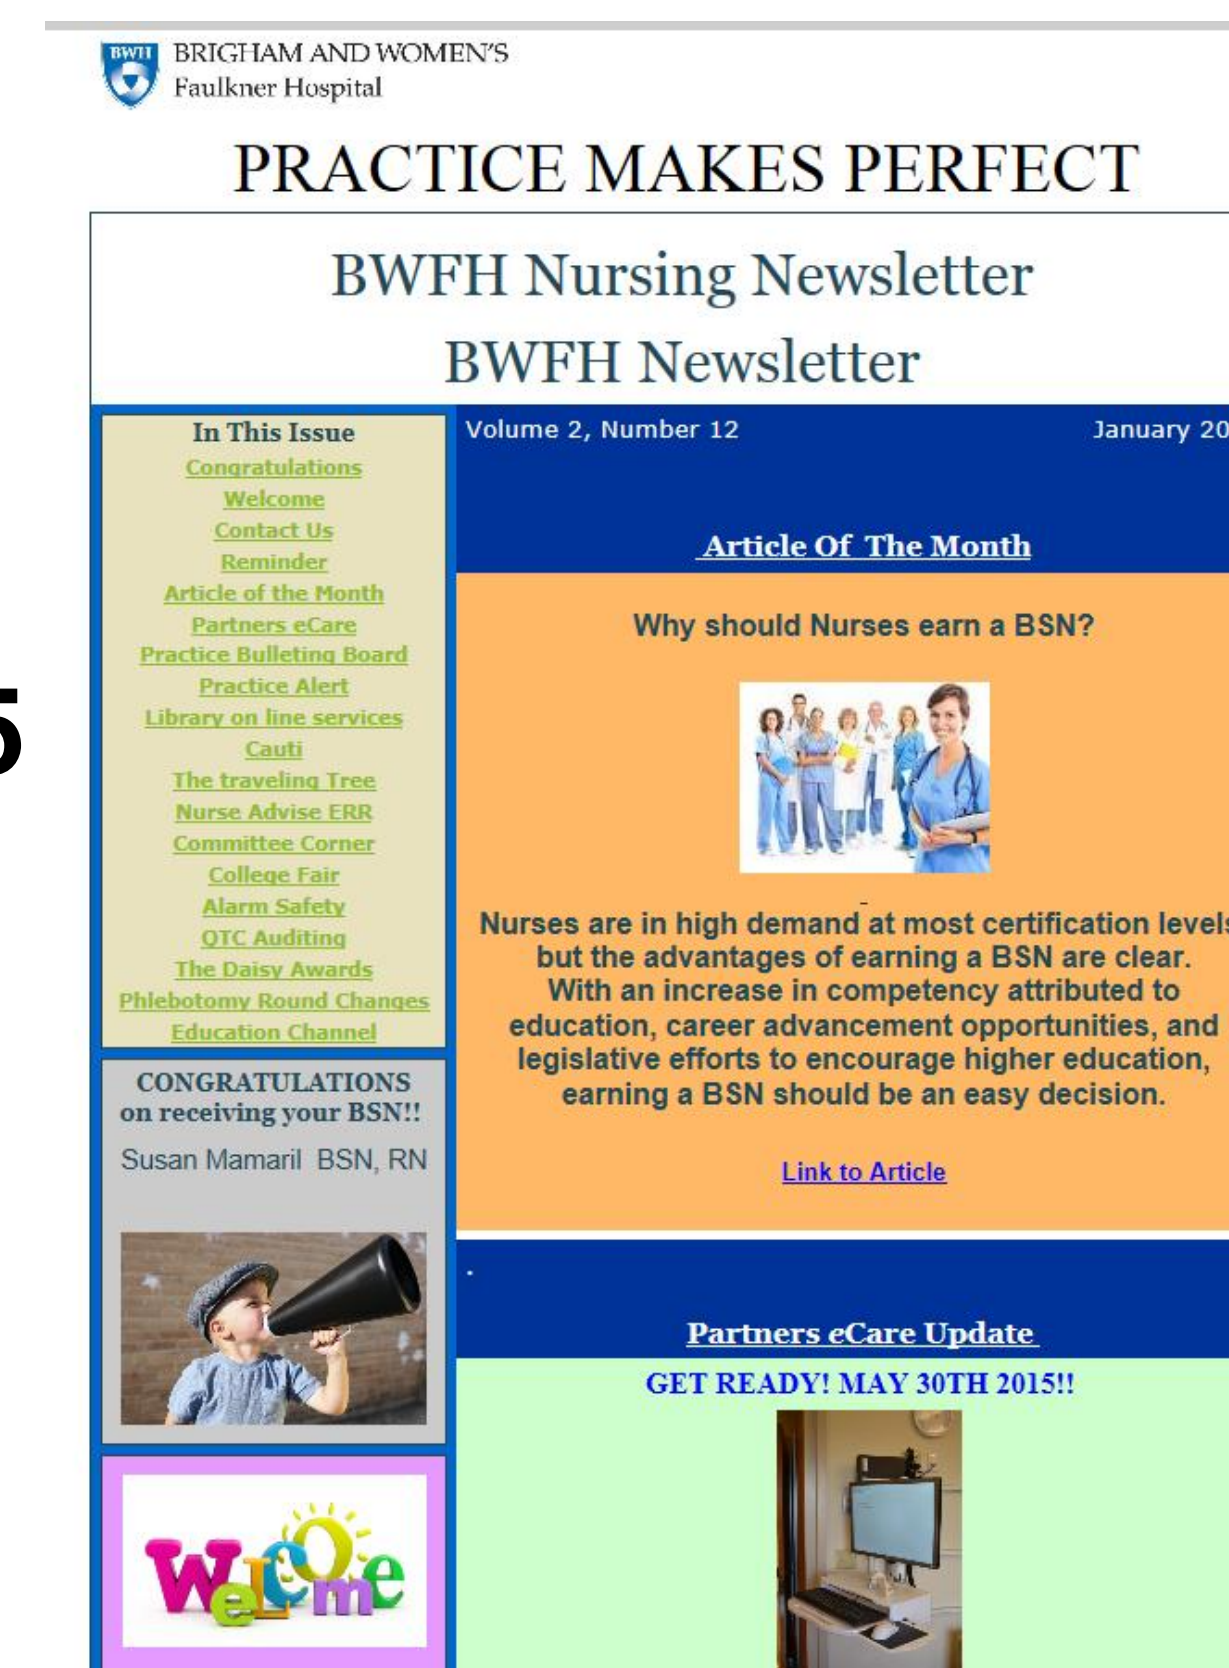 BWH
BRIGHAM AND WOMEN'S
Faulkner Hospital
PRACTICE MAKES PERFECT
BWFH Nursing Newsletter
BWFH Newsletter
5
In This Issue
Congratulations
Welcome
Contact Us
Reminder
Article of the Month
Partners eCare
Practice Bulleting Board
Practice Alert
Library on line services
Cauti
The traveling Tree
Nurse Advise ERR
Committee Corner
College Fair
Alarm Safety
QTC Auditing
The Daisy Awards
Phlebotomy Round Changes
Education Channel
CONGRATULATIONS
on receiving your BSN!!
Susan Mamaril BSN, RN
WeLCOme
Volume 2, Number 12 January 20
Article Of The Month
Why should Nurses earn a BSN?
Nurses are in high demand at most certification levels
but the advantages of earning a BSN are clear.
With an increase in competency attributed to
education, career advancement opportunities, and
legislative efforts to encourage higher education,
earning a BSN should be an easy decision.
Link to Article
.
Partners eCare Update
GET READY! MAY 30TH 2015!!